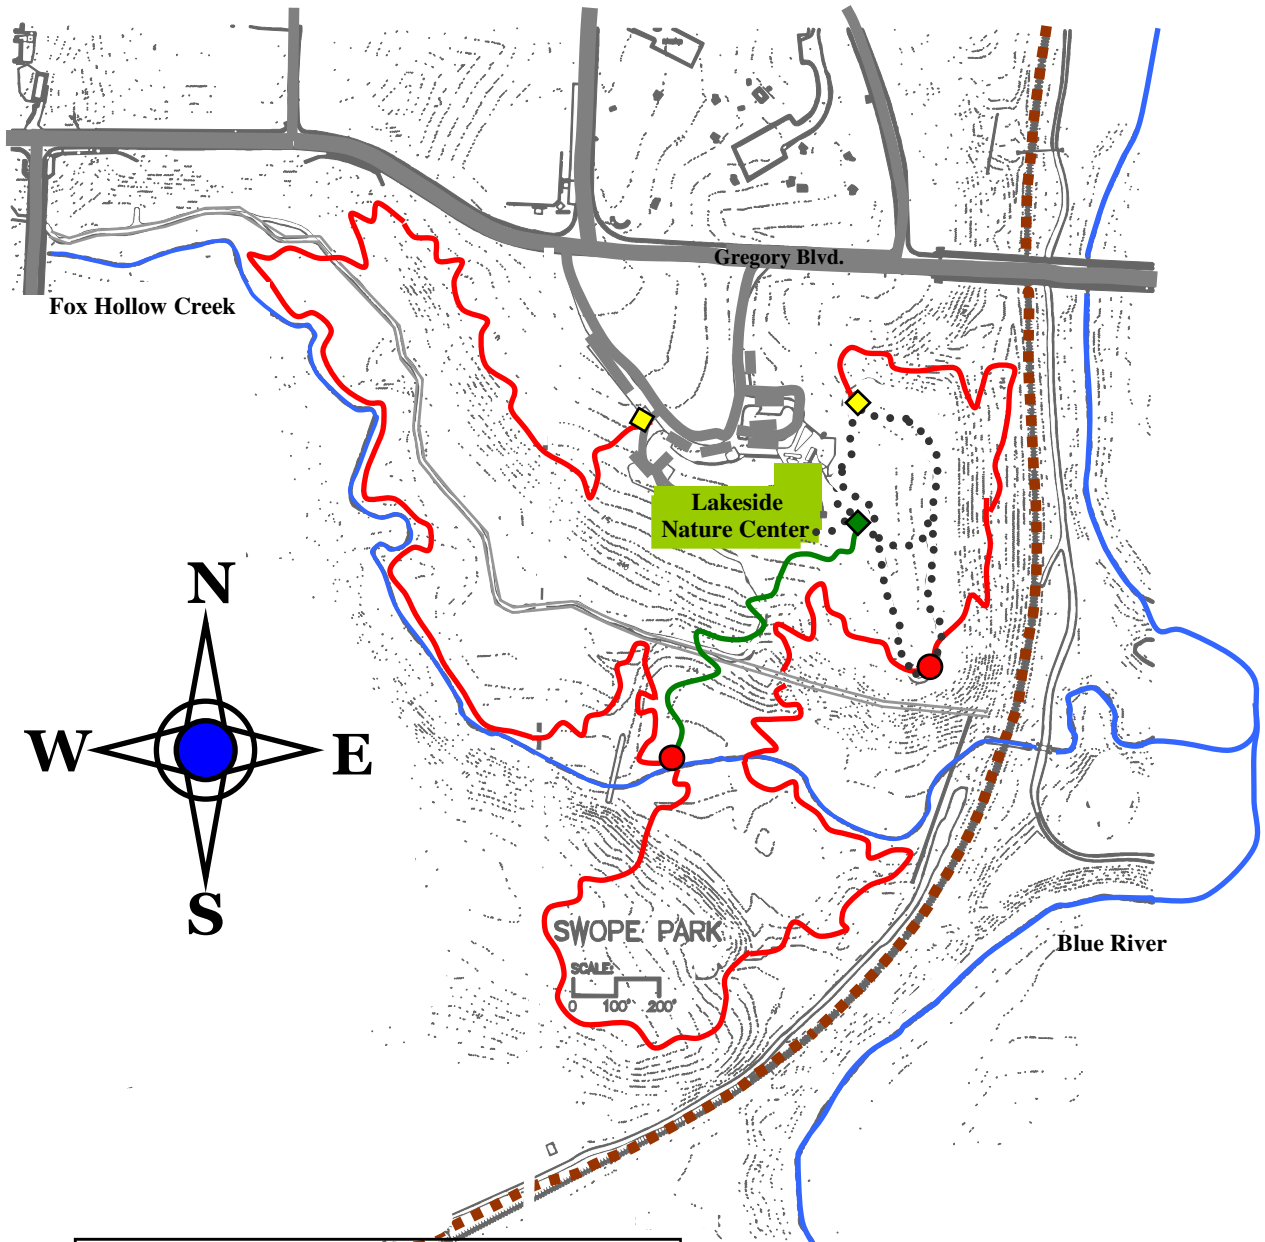 Gregory Blvd.
Fox Hollow Creek
Lakeside
Nature Center
N
W
E
S
SWOPE PARK
SCALE:
0 100' 200'
Blue River